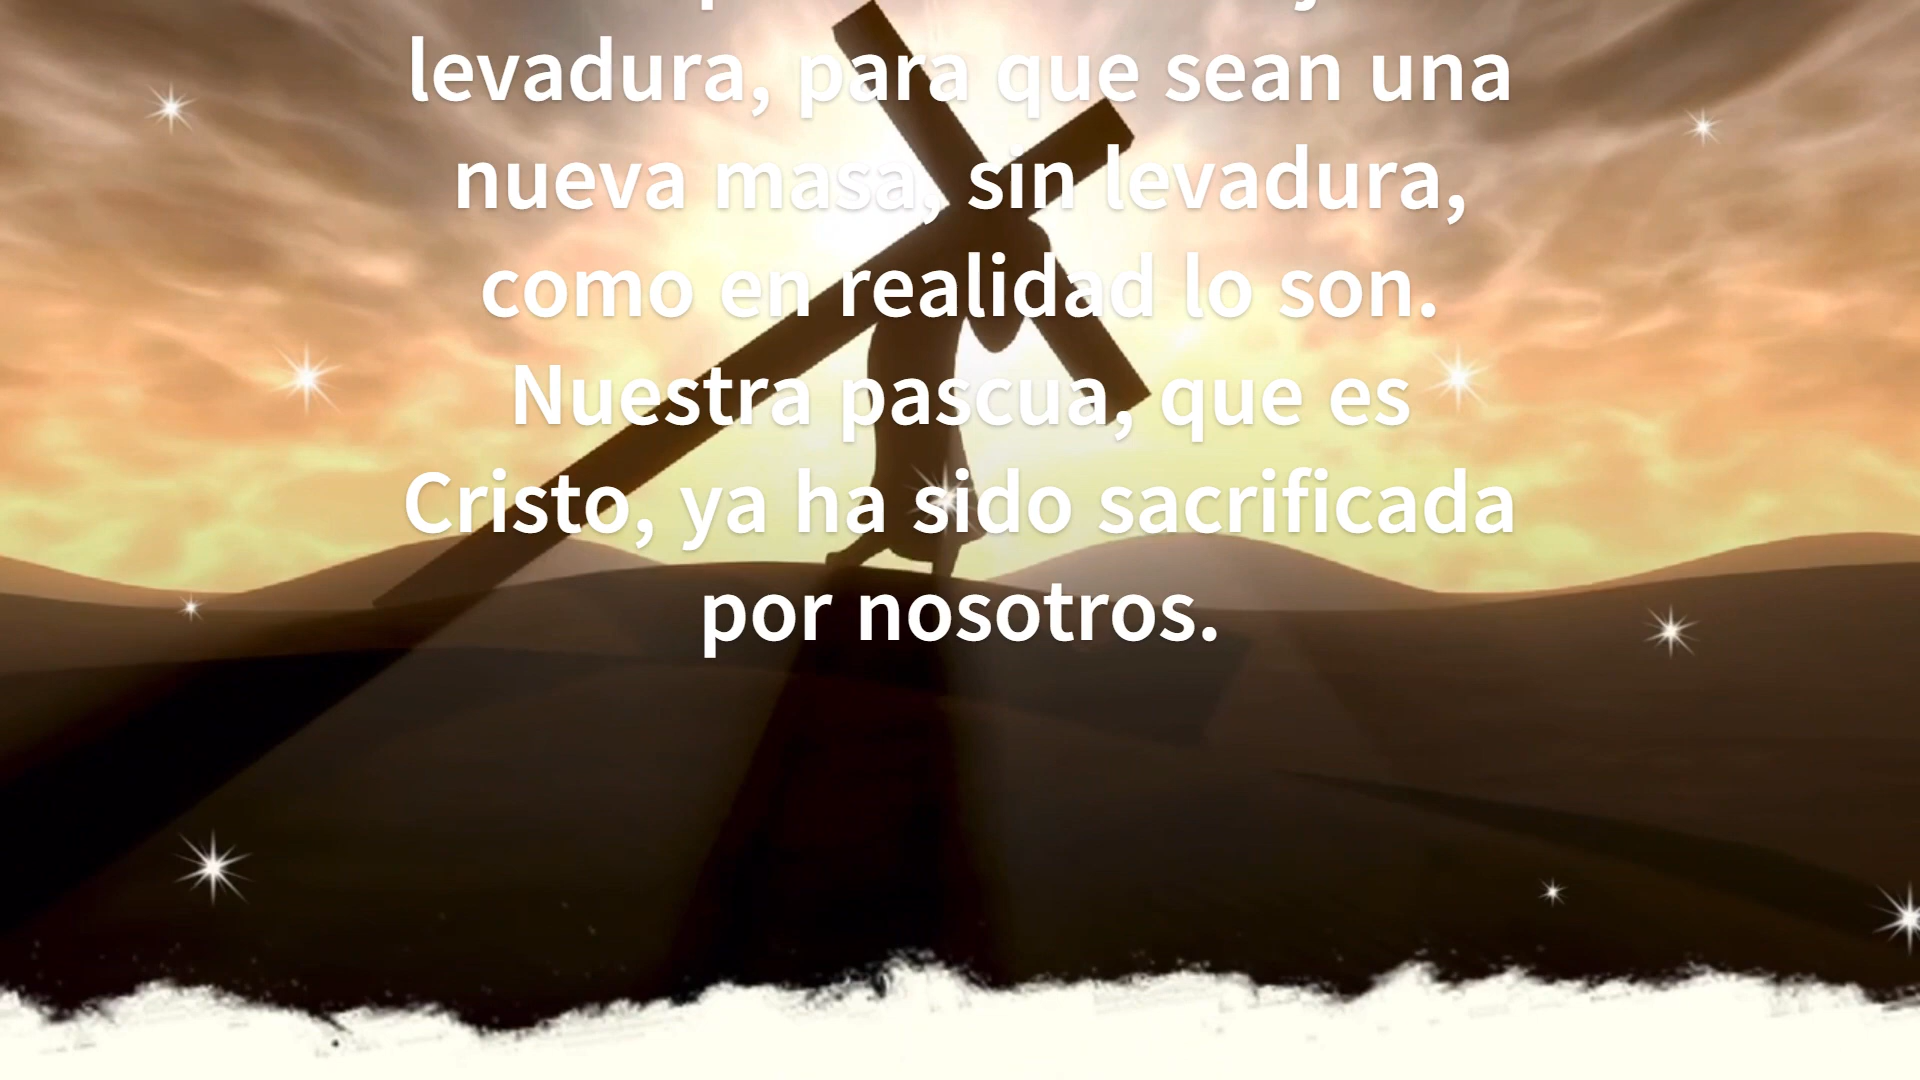 levadura, para que sean una
nueva masa, sin levadura,
como en realidad lo son.
Nuestra pascua, que es
Cristo, ya ha sido sacrificada
por nosotros.